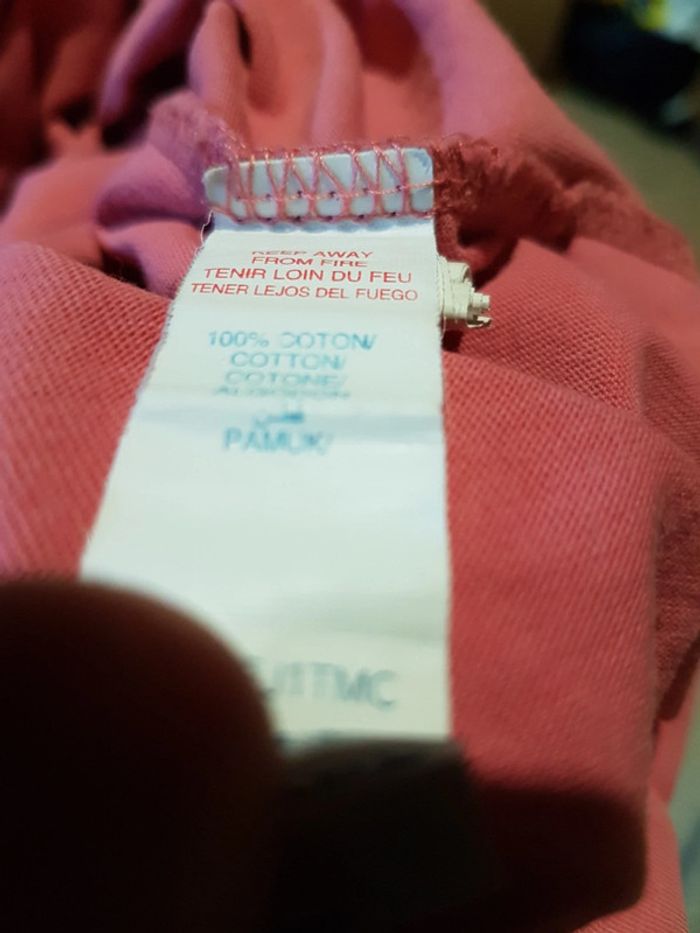 KEEP AWAY
FROM FIRE
TENIR LOIN DU FEU
TENER LEJOS DEL FUEGO
100% COTON/
COTTON/
COTONE/
PAMUK/